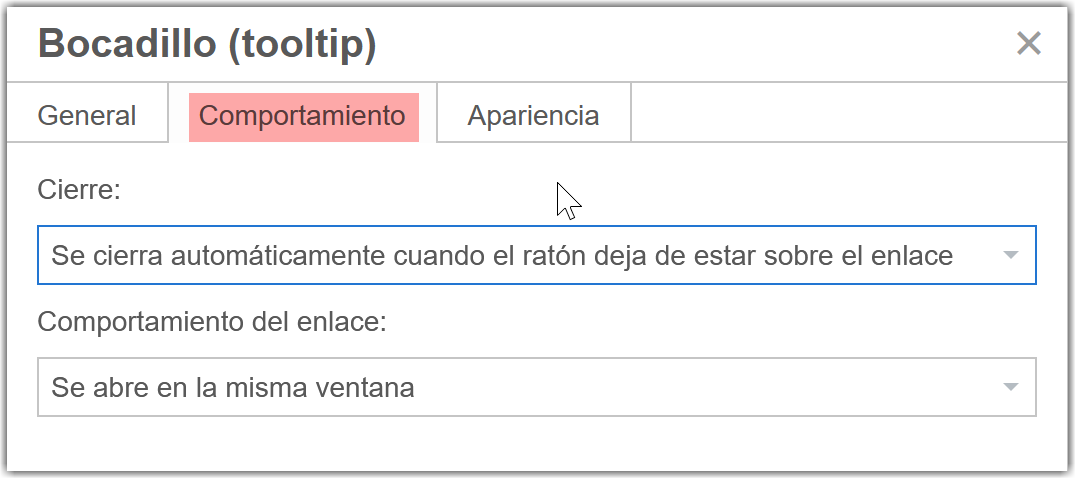 Bocadillo (tooltip)
General Comportamiento Apariencia
Cierre:
Se cierra automáticamente cuando el ratón deja de estar sobre el enlace
Comportamiento del enlace:
Se abre en la misma ventana